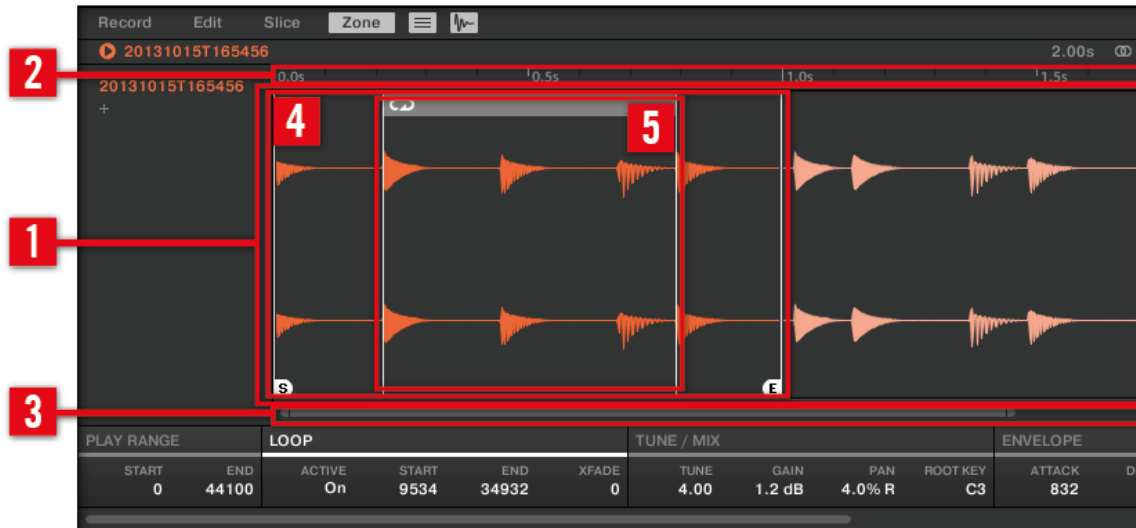 Record Edit Slice Zone
20131015T165456 2.00s
2
0.0s 0.5s 1.0s 1.5s
20131015T165456
+
4 5
1
S E
3
PLAY RANGE LOOP TUNE / MIX ENVELOPE
START END ACTIVE START END XFADE TUNE GAIN PAN ROOT KEY ATTACK D
0 44100 On 9534 34932 0 4.00 1.2 dB 4.0% R C3 832